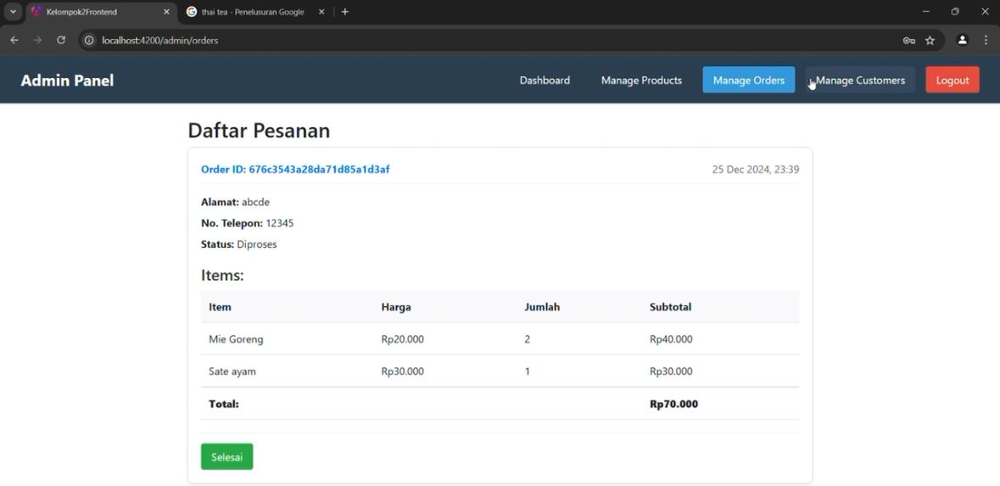 Kelompok2Frontend
thai tea - Penelusuran Google
localhost:4200/admin/orders
Admin Panel Dashboard Manage Products Manage Orders Manage Customers Logout
Daftar Pesanan
Order ID: 676c3543a28da71d85a1d3af 25 Dec 2024, 23:39
Alamat: abcde
No. Telepon: 12345
Status: Diproses
Items:
Item Harga Jumlah Subtotal
Mie Goreng Rp20.000 2 Rp40.000
Sate ayam Rp30.000 1 Rp30.000
Total: Rp70.000
Selesai